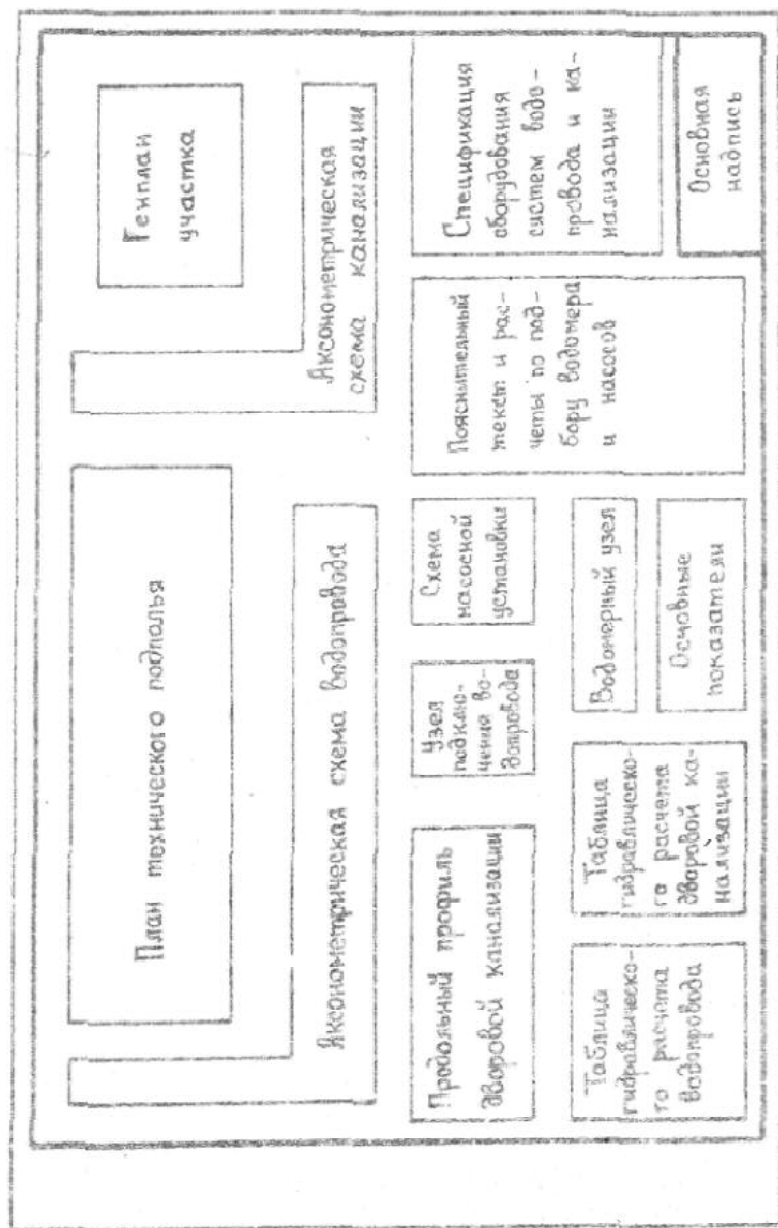 План технического подполья
Генплан
участка
Аксонометрическая схема водопровода
Аксонометрическая
схема канализации
Продольный профиль
дворовой канализации
Узел
подклю-
чения во-
допровода
Схема
насосной
установки
Пояснительный
текст и рас-
четы по под-
бору водомера
и насосов
Спецификация
оборудования
систем водо-
провода и ка-
нализации
Таблица
гидравлическо-
го расчета
водопровода
Таблица
гидравлическо-
го расчета
дворовой ка-
нализации
Водомерный узел
Основные
показатели
Основная
надпись